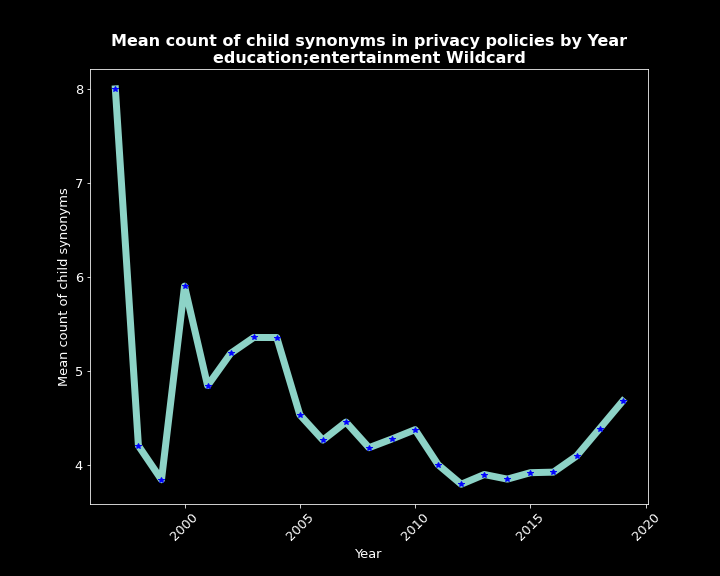 Mean count of child synonyms in privacy policies by Year
education;entertainment Wildcard
Mean count of child synonyms
8
7
6
5
4
2000
2005
2010
2015
2020
Year